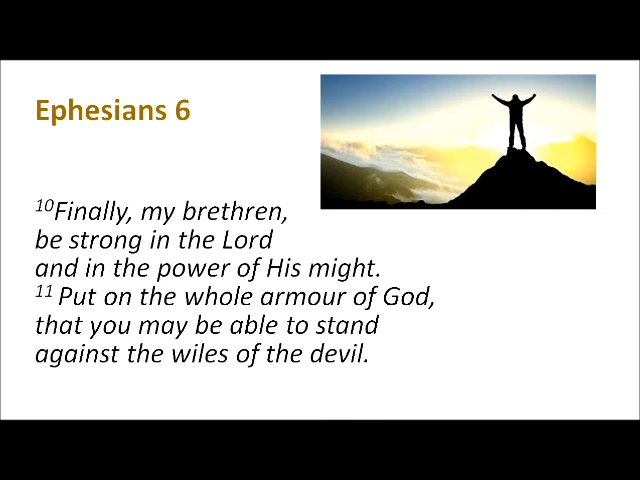 Ephesians 6
¹⁰Finally, my brethren,
be strong in the Lord
and in the power of His might.
¹¹ Put on the whole armour of God,
that you may be able to stand
against the wiles of the devil.